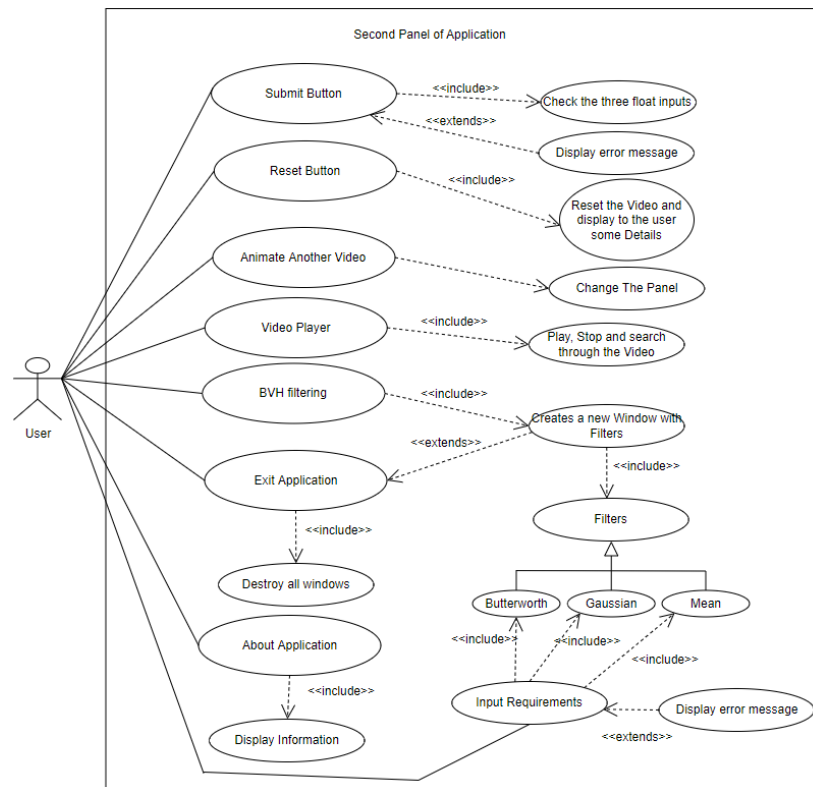 Second Panel of Application
Submit Button
<<include>>
Check the three float inputs
<<extends>>
Display error message
Reset Button
<<include>>
Reset the Video and
display to the user
some Details
Animate Another Video
Change The Panel
Video Player
<<include>>
Play, Stop and search
through the Video
BVH filtering
<<include>>
Creates a new Window with
Filters
<<extends>>
User
Exit Application
<<include>>
<<include>>
Filters
Destroy all windows
Butterworth
Gaussian
Mean
About Application
<<include>>
<<include>>
<<include>>
<<include>>
Input Requirements
Display error message
<<extends>>
Display Information